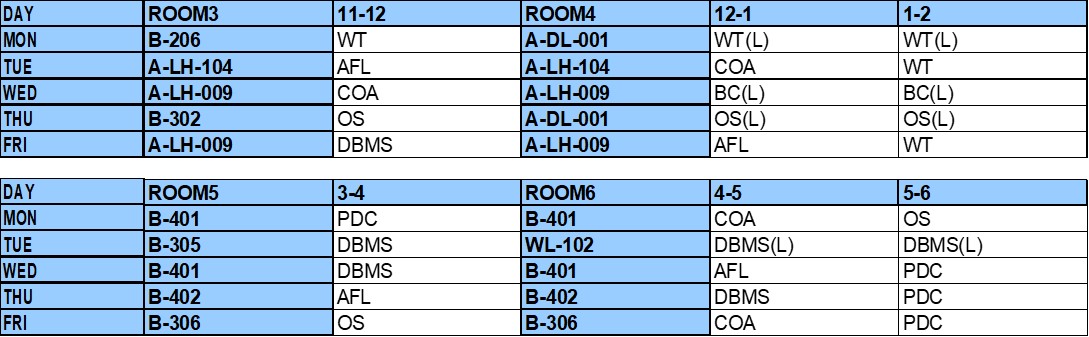 DAY ROOM3 11-12 ROOM4 12-1 1-2
MON B-206 WT A-DL-001 WT(L) WT(L)
TUE A-LH-104 AFL A-LH-104 COA WT
WED A-LH-009 COA A-LH-009 BC(L) BC(L)
THU B-302 OS A-DL-001 OS(L) OS(L)
FRI A-LH-009 DBMS A-LH-009 AFL WT
DAY ROOM5 3-4 ROOM6 4-5 5-6
MON B-401 PDC B-401 COA OS
TUE B-305 DBMS WL-102 DBMS(L) DBMS(L)
WED B-401 DBMS B-401 AFL PDC
THU B-402 AFL B-402 DBMS PDC
FRI B-306 OS B-306 COA PDC